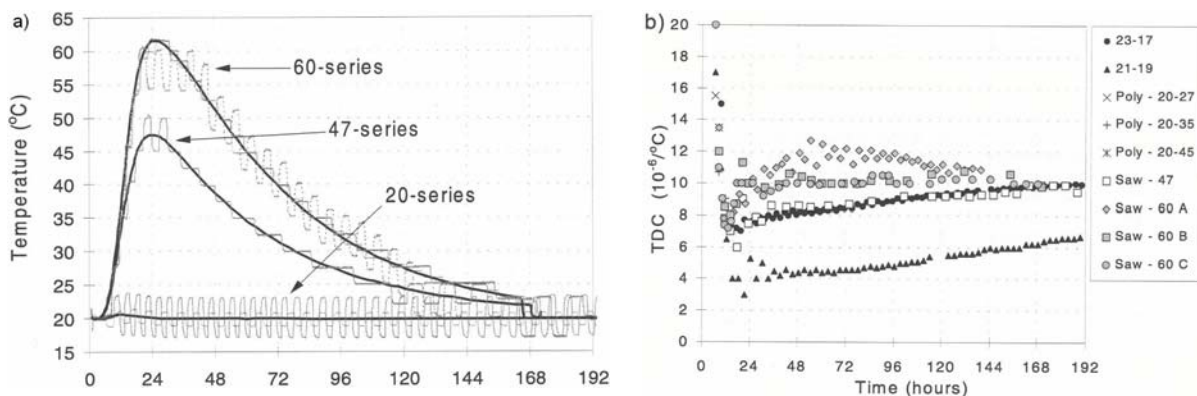 a)
65
60
55
50
45
40
35
30
25
20
15
Temperature (°C)
60-series
47-series
20-series
0 24 48 72 96 120 144 168 192
b)
20
18
16
14
12
10
8
6
4
2
0
TDC (10⁻⁶/°C)
0 24 48 72 96 120 144 168 192
Time (hours)
23-17
21-19
Poly - 20-27
Poly - 20-35
Poly - 20-45
Saw - 47
Saw - 60 A
Saw - 60 B
Saw - 60 C